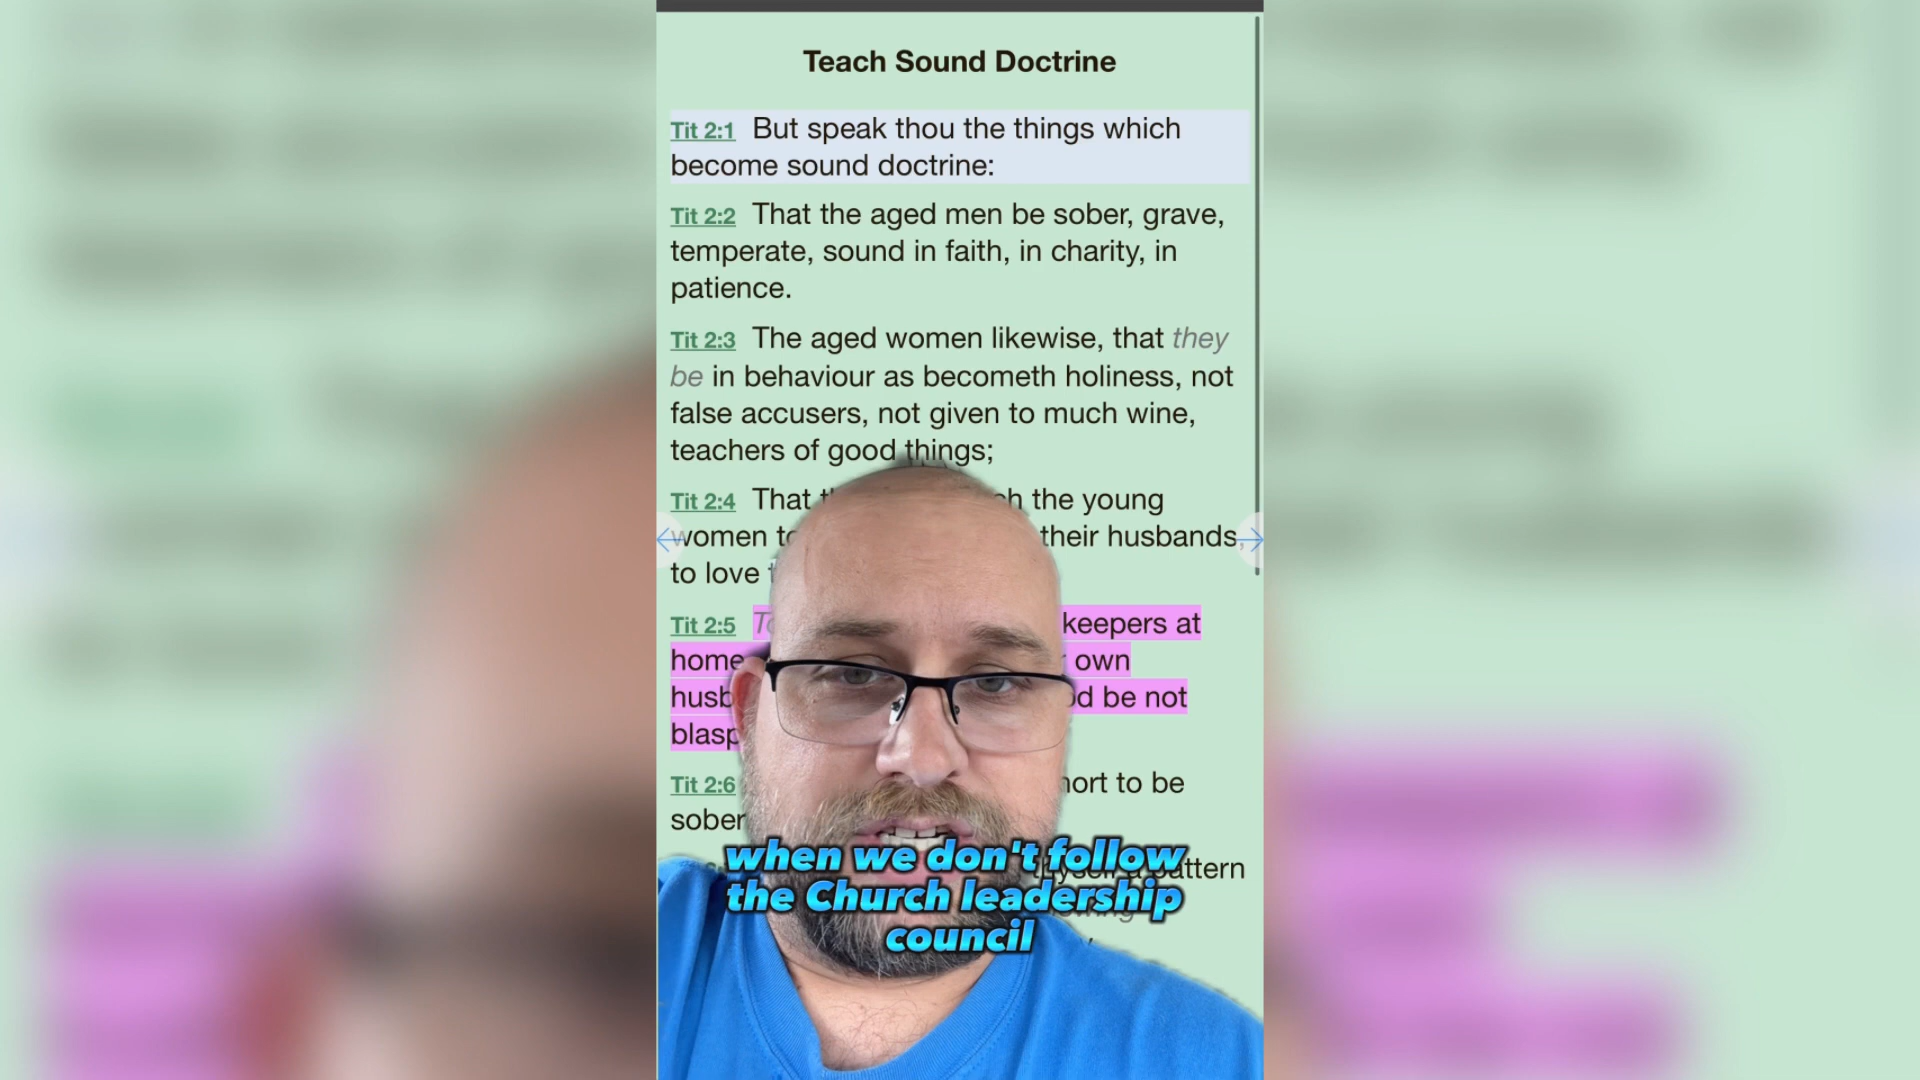 Teach Sound Doctrine
Tit 2:1 But speak thou the things which
become sound doctrine:
Tit 2:2 That the aged men be sober, grave,
temperate, sound in faith, in charity, in
patience.
Tit 2:3 The aged women likewise, that they
be in behaviour as becometh holiness, not
false accusers, not given to much wine,
teachers of good things;
Tit 2:4 That the young
women their husbands,
to love
Tit 2:5 keepers at
home own
be not
Tit 2:6 to be
sober
when we don't follow
the Church leadership
council